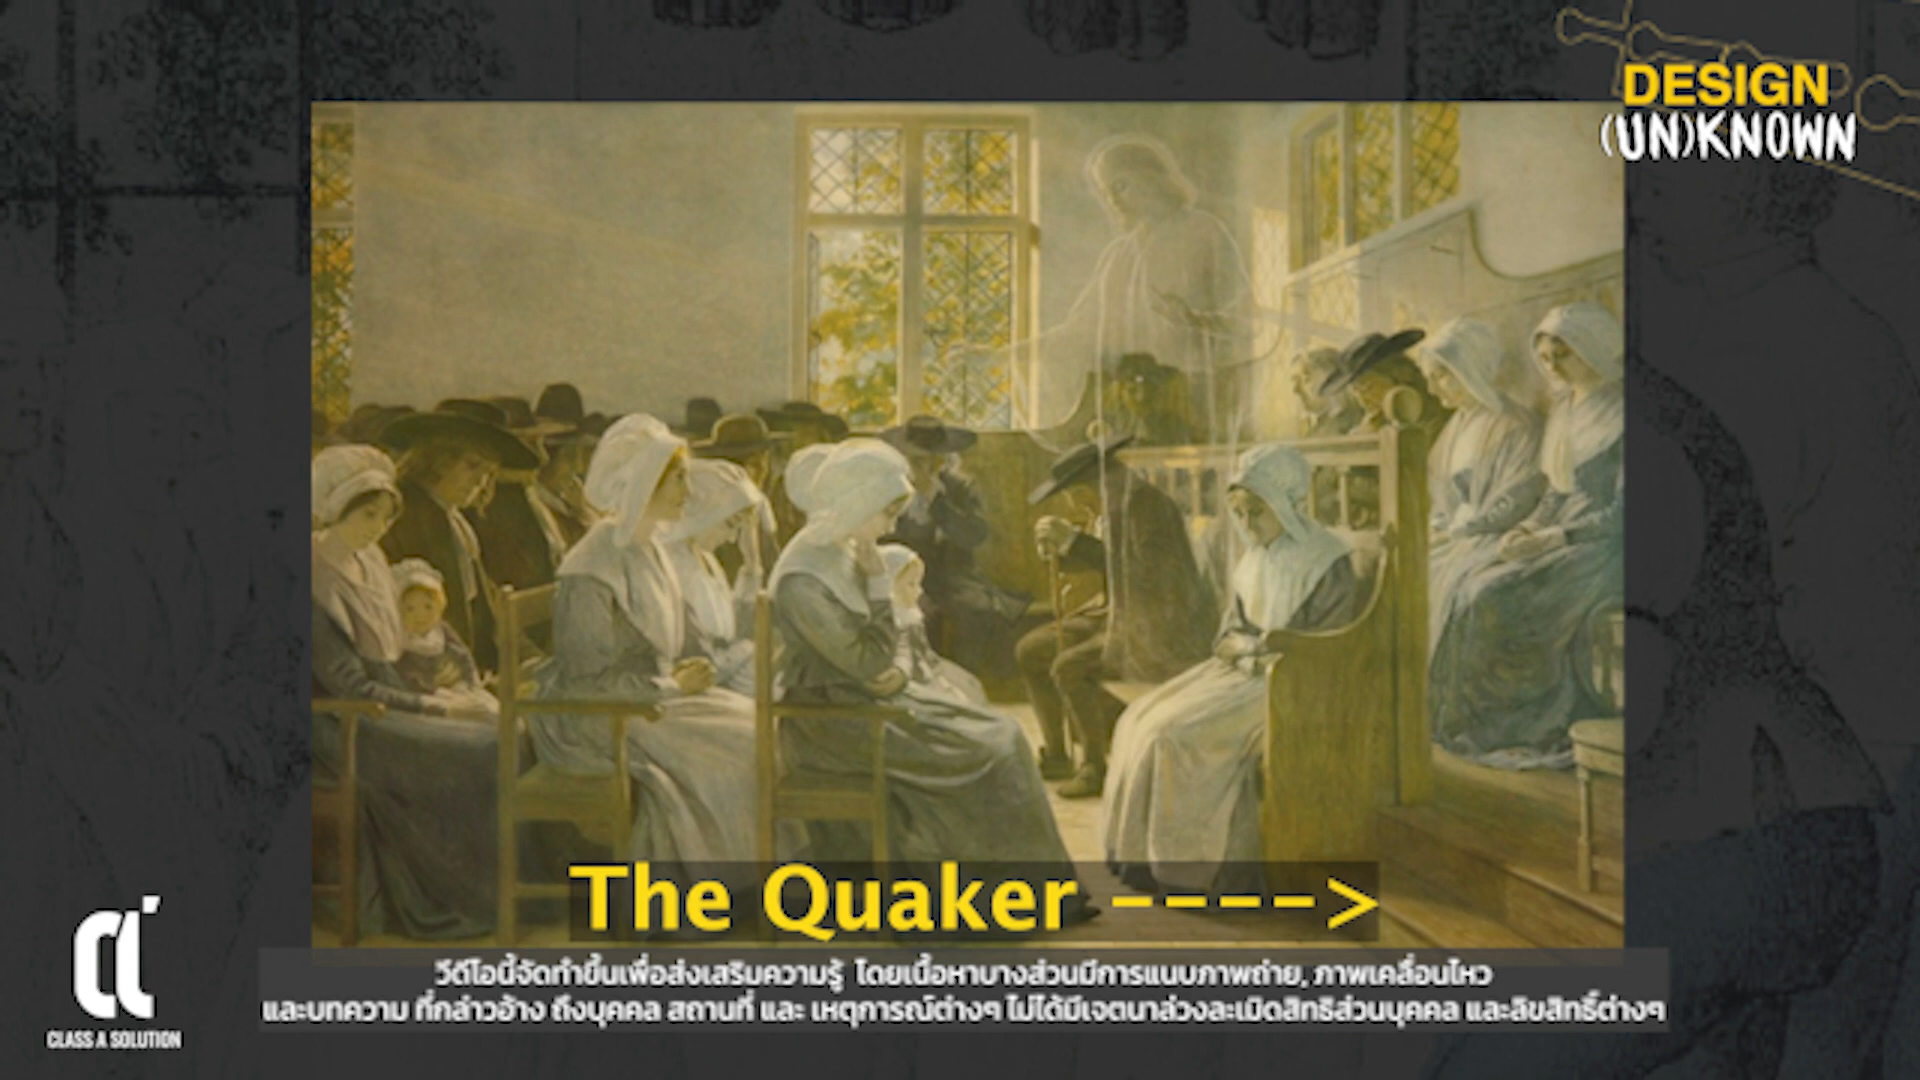 DESIGN
(UN)KNOWN
The Quaker ---->
วีดีโอนี้จัดทำขึ้นเพื่อส่งเสริมความรู้ โดยเนื้อหาบางส่วนมีการแนบภาพถ่าย, ภาพเคลื่อนไหว
และบทความ ที่กล่าวอ้าง ถึงบุคคล สถานที่ และ เหตุการณ์ต่างๆ ไม่ได้มีเจตนาล่วงละเมิดสิทธิส่วนบุคคล และลิขสิทธิ์ต่างๆ
CLASS A SOLUTION